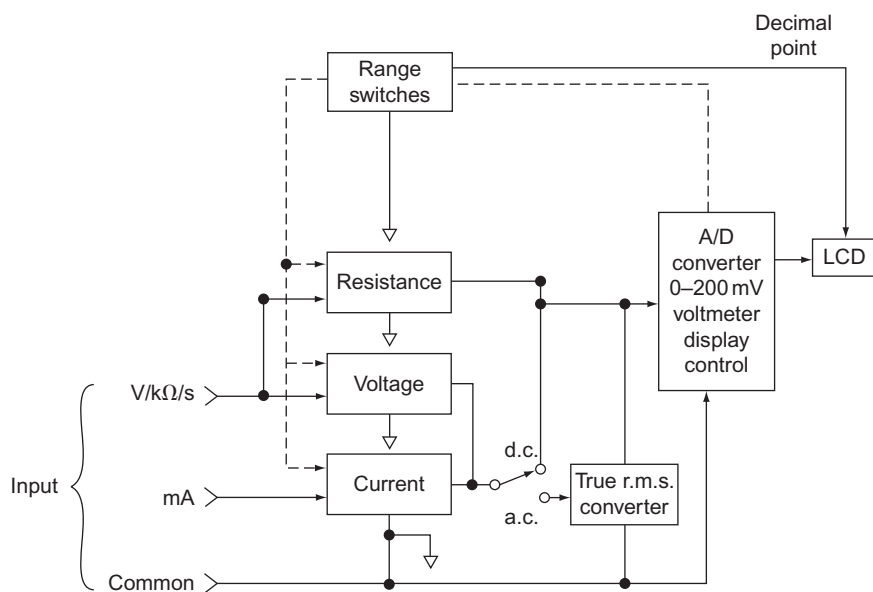 Decimal
point
Range
switches
A/D
converter
0–200 mV
voltmeter
display
control
LCD
Resistance
V/kΩ/s
Voltage
d.c.
Input
mA
Current
True r.m.s.
converter
a.c.
Common